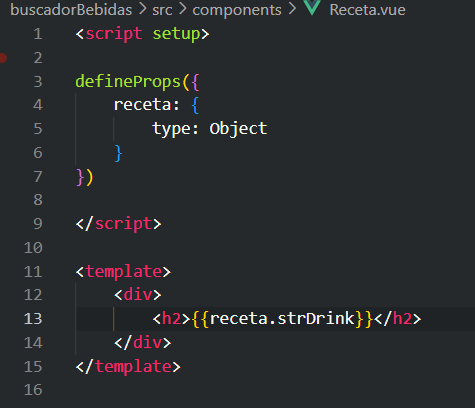 buscadorBebidas > src > components > Receta.vue
1 <script setup>
2
3 defineProps({
4     receta: {
5         type: Object
6     }
7 })
8
9 </script>
10
11 <template>
12     <div>
13         <h2>{{receta.strDrink}}</h2>
14     </div>
15 </template>
16